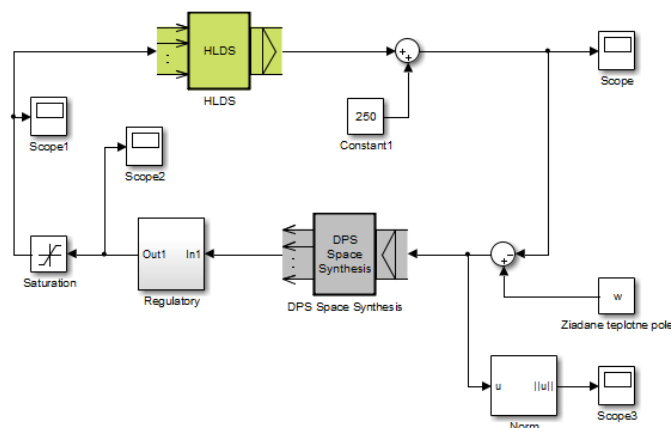 HLDS
HLDS
Scope
250
Constant1
Scope1
Scope2
Saturation
Out1 In1
Regulatory
DPS
Space
Synthesis
DPS Space Synthesis
w
Ziadane teplotne pole
u ||u||
Norm
Scope3